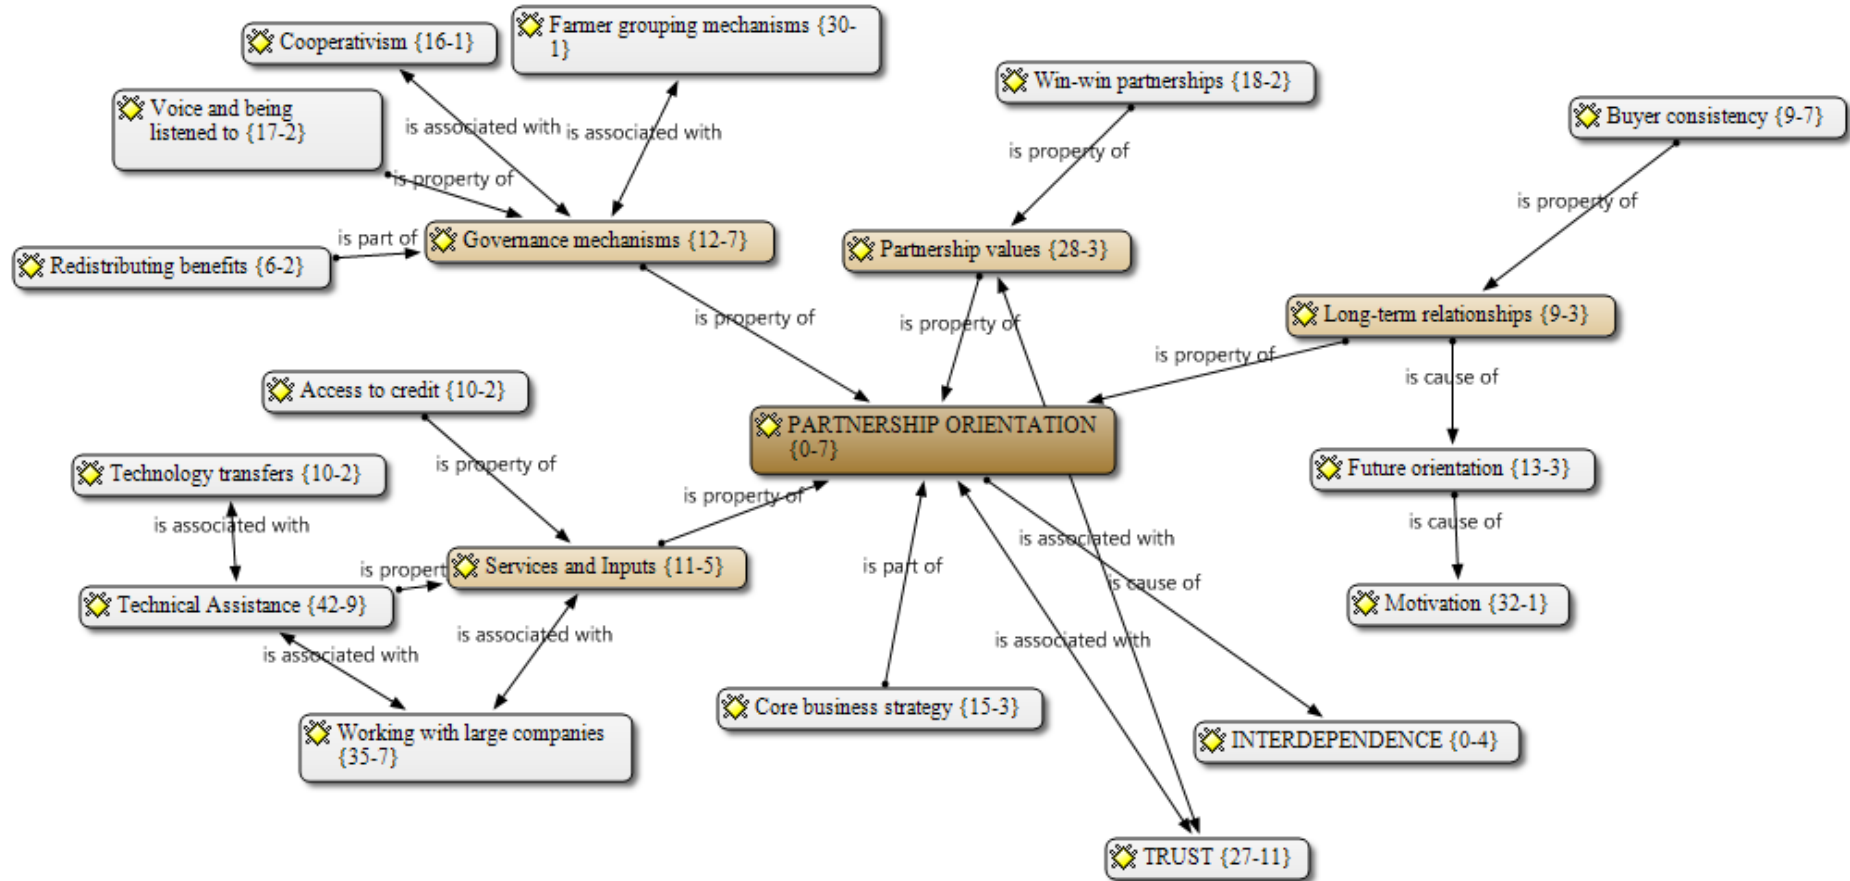 Cooperativism {16-1}
Farmer grouping mechanisms {30-
1}
Win-win partnerships {18-2}
Voice and being
listened to {17-2}
Buyer consistency {9-7}
is associated with
is associated with
is property of
is property of
is property of
is part of
Governance mechanisms {12-7}
Partnership values {28-3}
Redistributing benefits {6-2}
is property of
is property of
Long-term relationships {9-3}
is property of
is cause of
Access to credit {10-2}
PARTNERSHIP ORIENTATION
{0-7}
Technology transfers {10-2}
is property of
Future orientation {13-3}
is property of
is associated with
is cause of
is associated with
is propert
Services and Inputs {11-5}
is part of
is cause of
Technical Assistance {42-9}
Motivation {32-1}
is associated with
is associated with
is associated with
Core business strategy {15-3}
Working with large companies
{35-7}
INTERDEPENDENCE {0-4}
TRUST {27-11}